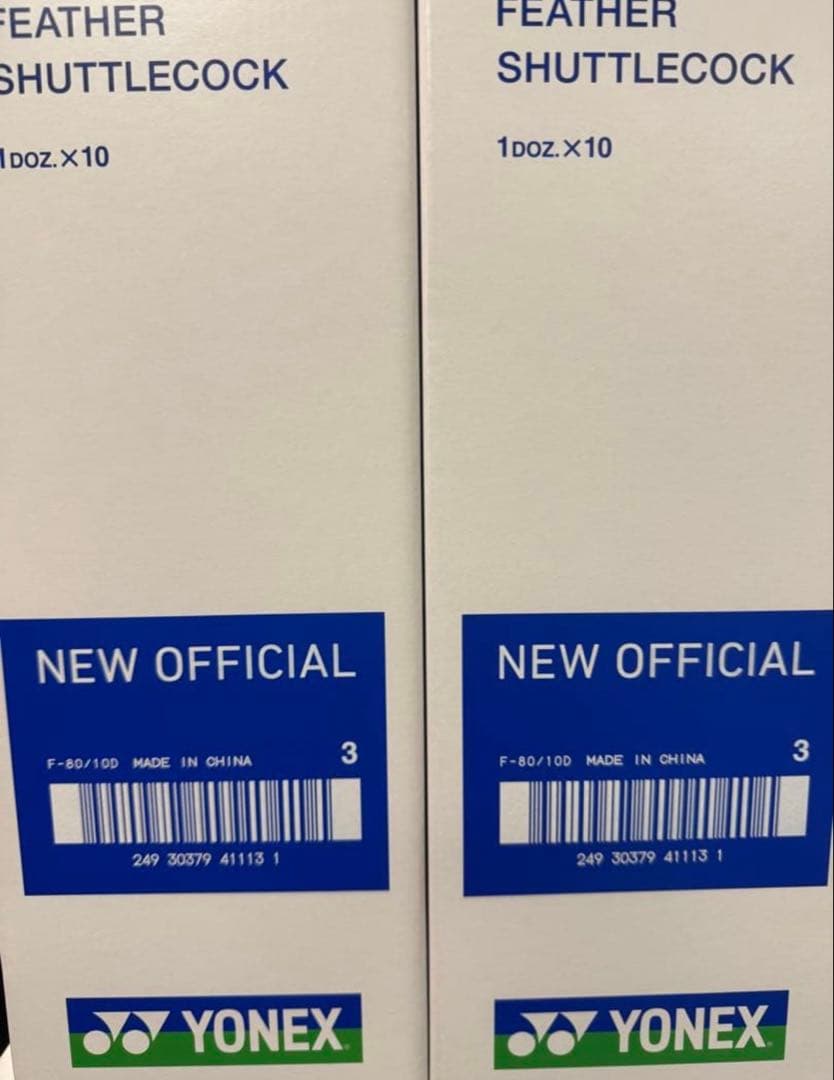 FEATHER
SHUTTLECOCK
1DOZ.×10
NEW OFFICIAL
F-80/10D MADE IN CHINA 3
249 30379 41113 1
YONEX
FEATHER
SHUTTLECOCK
1DOZ.×10
NEW OFFICIAL
F-80/10D MADE IN CHINA 3
249 30379 41113 1
YONEX